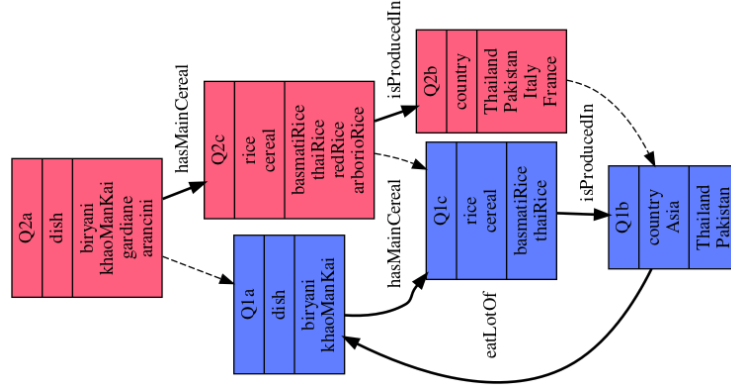 Q2a
dish
biryani
khaoManKai
gardiane
arancini
hasMainCereal
Q2c
rice
cereal
basmatiRice
thaiRice
redRice
arborioRice
isProducedIn
Q2b
country
Thailand
Pakistan
Italy
France
Q1a
dish
biryani
khaoManKai
hasMainCereal
Q1c
rice
cereal
basmatiRice
thaiRice
isProducedIn
Q1b
country
Asia
Thailand
Pakistan
eatLotOf